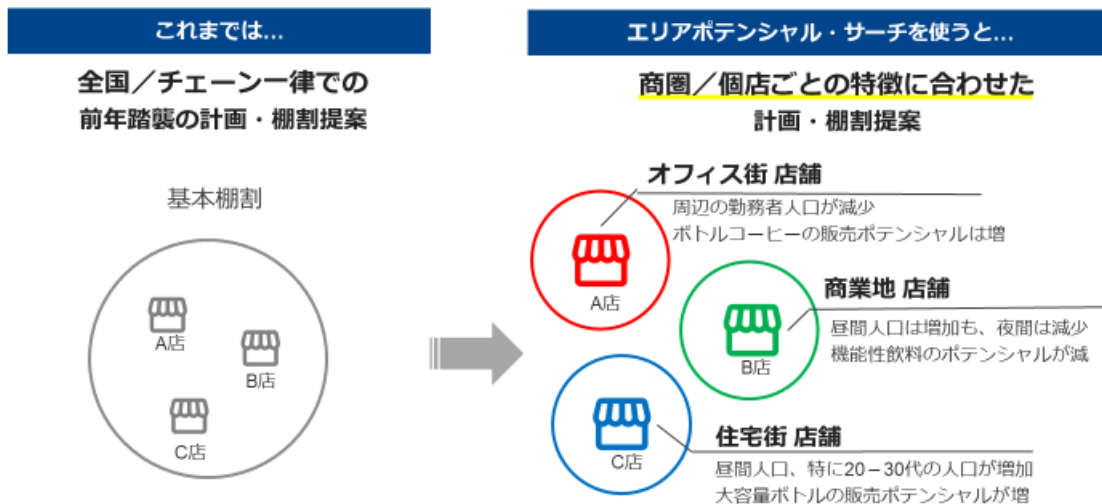 これまでは...
全国／チェーン一律での
前年踏襲の計画・棚割提案
基本棚割
A店
B店
C店
エリアポテンシャル・サーチを使うと...
商圏／個店ごとの特徴に合わせた
計画・棚割提案
オフィス街 店舗
周辺の勤務者人口が減少
ボトルコーヒーの販売ポテンシャルは増
A店
商業地 店舗
昼間人口は増加も、夜間は減少
機能性飲料のポテンシャルが減
B店
住宅街 店舗
昼間人口、特に20－30代の人口が増加
大容量ボトルの販売ポテンシャルが増
C店